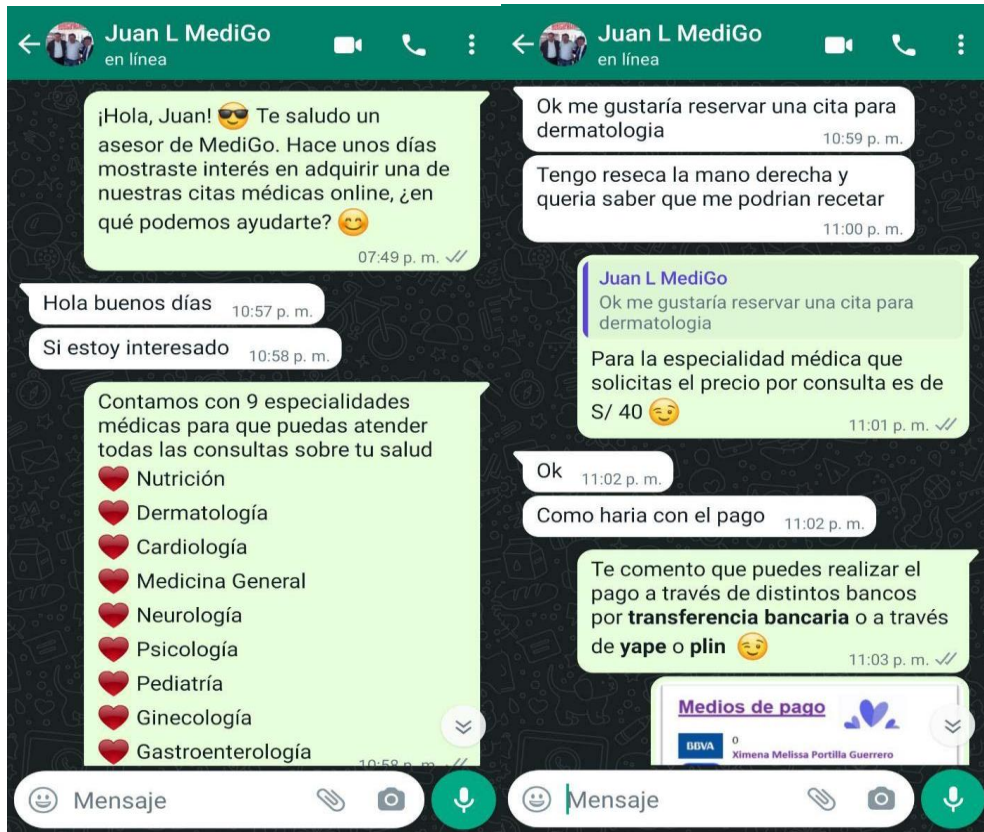 Juan L MediGo
en línea
¡Hola, Juan! 😎 Te saludo un
asesor de MediGo. Hace unos días
mostraste interés en adquirir una de
nuestras citas médicas online, ¿en
qué podemos ayudarte? 😊
07:49 p. m.
Hola buenos días 10:57 p. m.
Si estoy interesado 10:58 p. m.
Contamos con 9 especialidades
médicas para que puedas atender
todas las consultas sobre tu salud
❤️ Nutrición
❤️ Dermatología
❤️ Cardiología
❤️ Medicina General
❤️ Neurología
❤️ Psicología
❤️ Pediatría
❤️ Ginecología
❤️ Gastroenterología
10:58 p. m.
Mensaje
Juan L MediGo
en línea
Ok me gustaría reservar una cita para
dermatologia
10:59 p. m.
Tengo reseca la mano derecha y
queria saber que me podrian recetar
11:00 p. m.
Juan L MediGo
Ok me gustaría reservar una cita para
dermatologia
Para la especialidad médica que
solicitas el precio por consulta es de
S/ 40 😉
11:01 p. m.
Ok 11:02 p. m.
Como haria con el pago 11:02 p. m.
Te comento que puedes realizar el
pago a través de distintos bancos
por transferencia bancaria o a través
de yape o plin 😉
11:03 p. m.
Medios de pago
BBVA
0
Ximena Melissa Portilla Guerrero
Mensaje